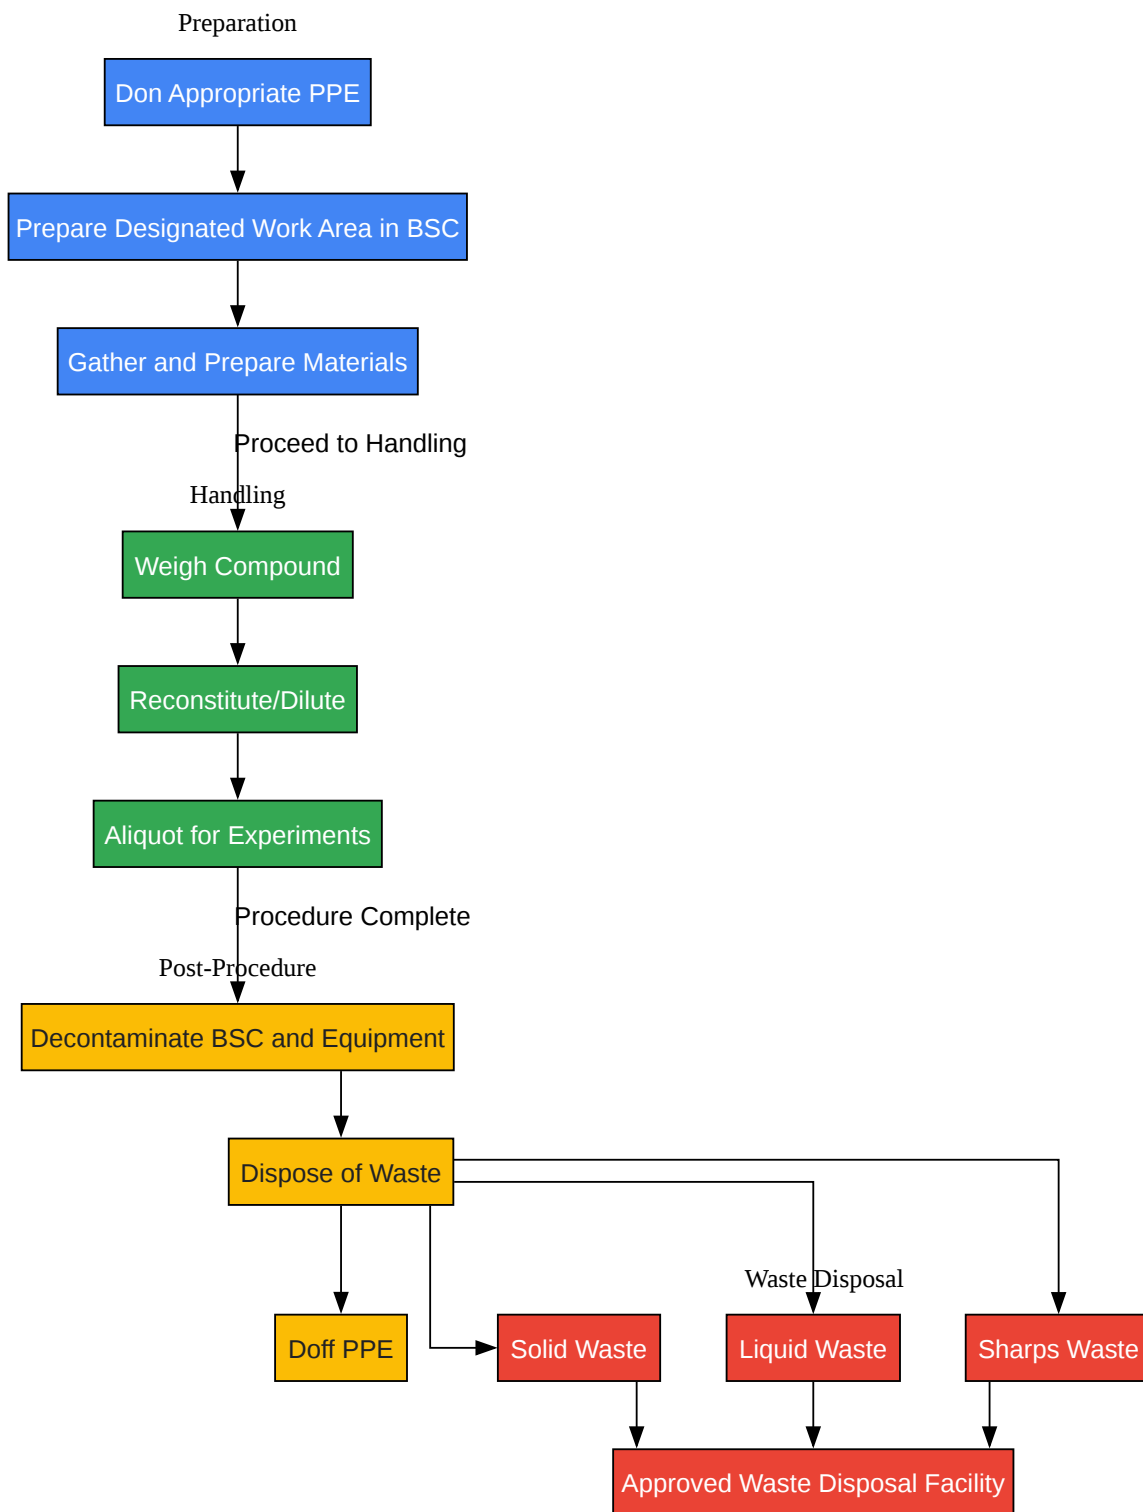 Preparation
Don Appropriate PPE
Prepare Designated Work Area in BSC
Gather and Prepare Materials
Proceed to Handling
Handling
Weigh Compound
Reconstitute/Dilute
Aliquot for Experiments
Procedure Complete
Post-Procedure
Decontaminate BSC and Equipment
Dispose of Waste
Waste Disposal
Doff PPE
Solid Waste
Liquid Waste
Sharps Waste
Approved Waste Disposal Facility